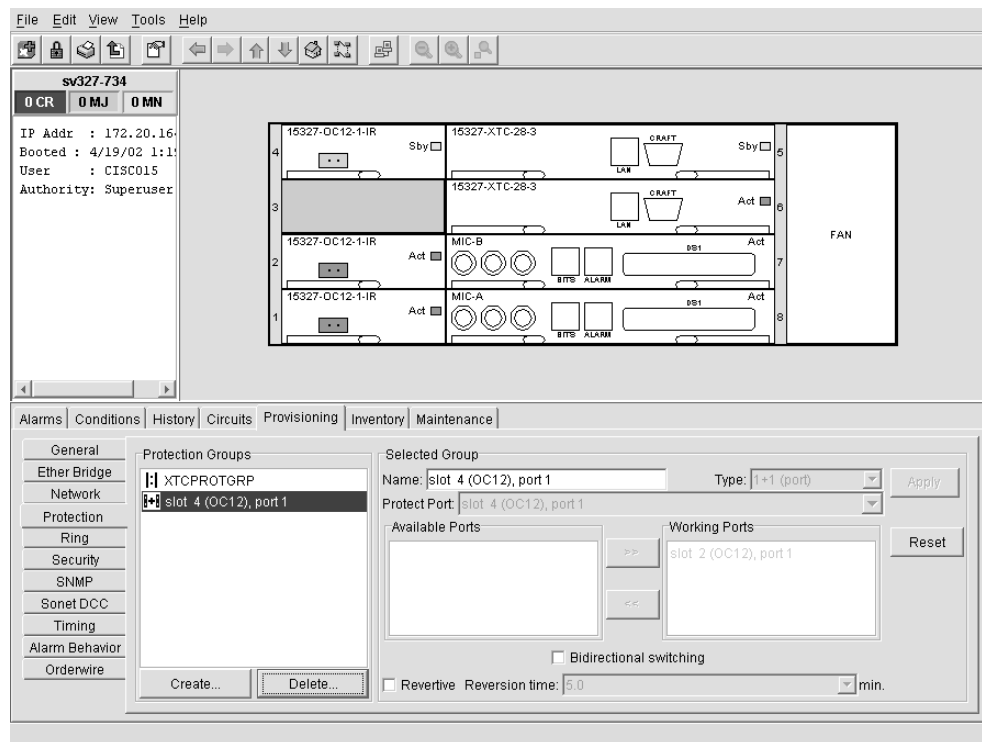 File Edit View Tools Help
sv327-734
0 CR 0 MJ 0 MN
IP Addr : 172.20.16
Booted : 4/19/02 1:1
User : CISCO15
Authority: Superuser
15327-OC12-1-IR
Sby
4
15327-XTC-28-3
CRAFT
LAN
Sby
5
3
15327-XTC-28-3
CRAFT
LAN
Act
6
FAN
15327-OC12-1-IR
Act
2
MIC-B
BITS ALARM
DS1
Act
7
15327-OC12-1-IR
Act
1
MIC-A
BITS ALARM
DS1
Act
8
Alarms Conditions History Circuits Provisioning Inventory Maintenance
General
Ether Bridge
Network
Protection
Ring
Security
SNMP
Sonet DCC
Timing
Alarm Behavior
Orderwire
Protection Groups
XTCPROTGRP
slot 4 (OC12), port 1
Create... Delete...
Selected Group
Name: slot 4 (OC12), port 1 Type: 1+1 (port) Apply
Protect Port: slot 4 (OC12), port 1
Available Ports
>>
<<
Working Ports
slot 2 (OC12), port 1
Reset
Bidirectional switching
Revertive Reversion time: 5.0 min.